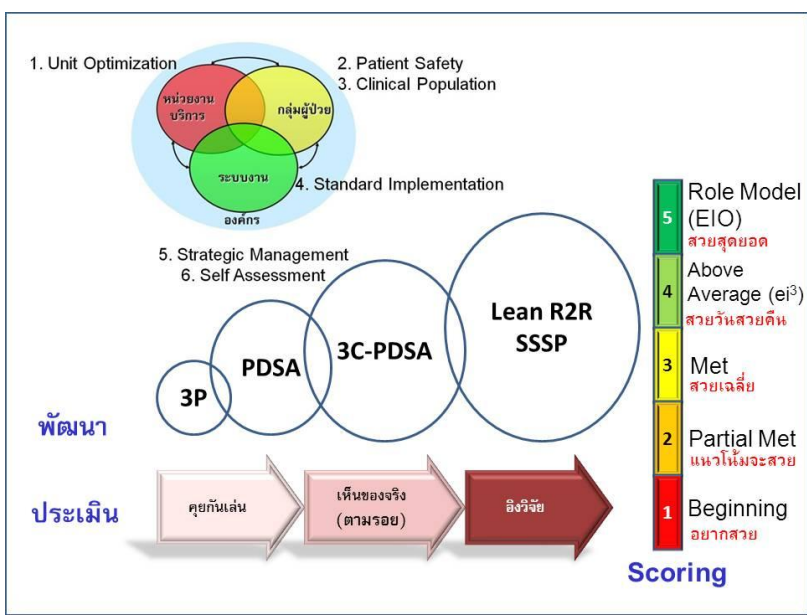 1. Unit Optimization
2. Patient Safety
3. Clinical Population
หน่วยงาน
บริการ
กลุ่มผู้ป่วย
ระบบงาน
4. Standard Implementation
องค์กร
5. Strategic Management
6. Self Assessment
3P
PDSA
3C-PDSA
Lean R2R
SSSP
พัฒนา
ประเมิน
คุยกันเล่น
เห็นของจริง
(ตามรอย)
อิงวิจัย
5
Role Model
(EIO)
สวยสุดยอด
4
Above
Average (ei³)
สวยวันสวยคืน
3
Met
สวยเฉลี่ย
2
Partial Met
แนวโน้มจะสวย
1
Beginning
อยากสวย
Scoring